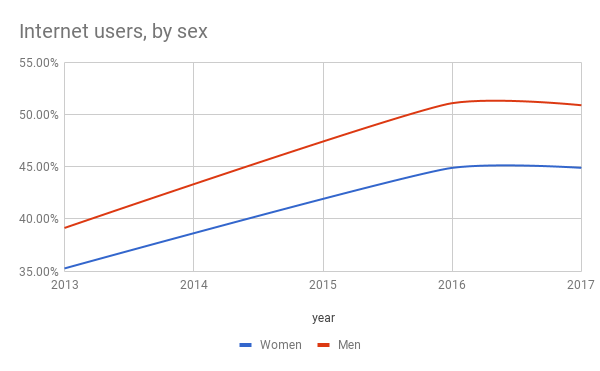 Internet users, by sex
55.00%
50.00%
45.00%
40.00%
35.00%
2013 2014 2015 2016 2017
year
Women Men